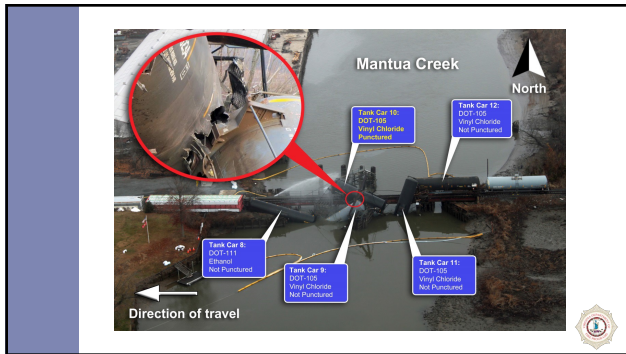 Mantua Creek
North
Tank Car 12:
DOT-105
Vinyl Chloride
Not Punctured
Tank Car 10:
DOT-105
Vinyl Chloride
Punctured
Tank Car 8:
DOT-111
Ethanol
Not Punctured
Tank Car 9:
DOT-105
Vinyl Chloride
Not Punctured
Tank Car 11:
DOT-105
Vinyl Chloride
Not Punctured
Direction of travel